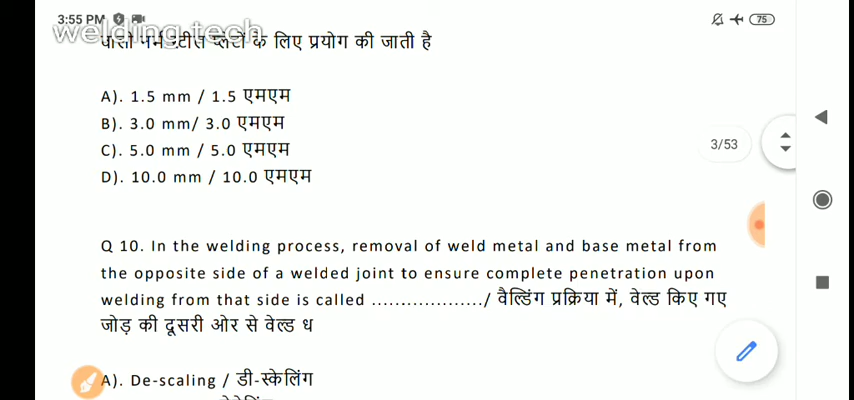 3:55 PM
75
welding tech
वाली नर्म स्टील प्लेटों के लिए प्रयोग की जाती है
A). 1.5 mm / 1.5 एमएम
B). 3.0 mm/ 3.0 एमएम
C). 5.0 mm / 5.0 एमएम
D). 10.0 mm / 10.0 एमएम
3/53
Q 10. In the welding process, removal of weld metal and base metal from
the opposite side of a welded joint to ensure complete penetration upon
welding from that side is called ..................../ वैल्डिंग प्रक्रिया में, वेल्ड किए गए
जोड़ की दूसरी ओर से वेल्ड ध
A). De-scaling / डी-स्केलिंग